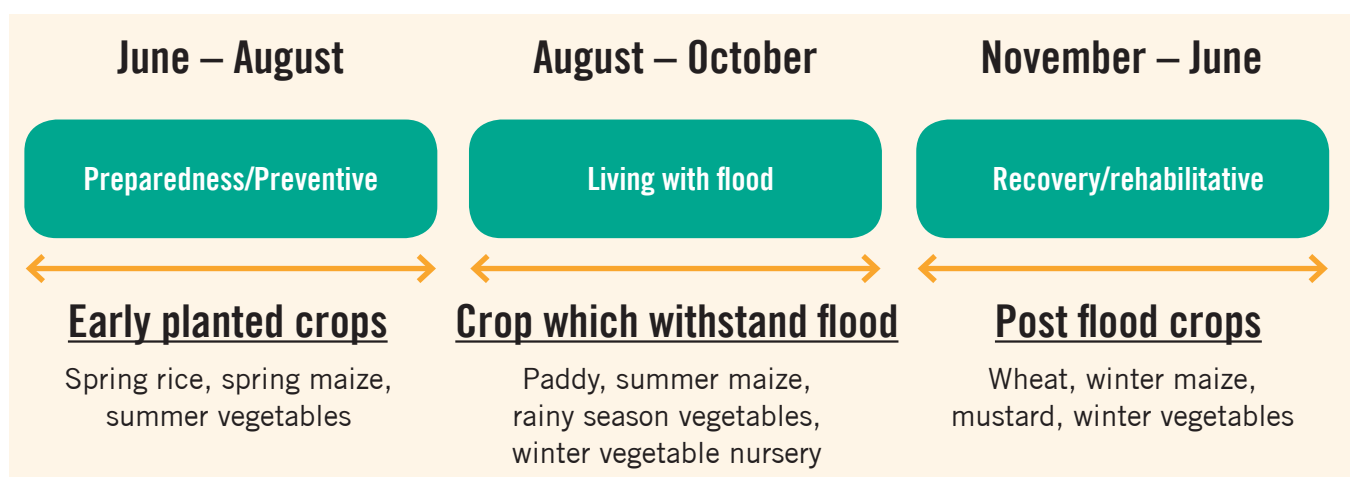 June – August
Preparedness/Preventive
Early planted crops
Spring rice, spring maize,
summer vegetables
August – October
Living with flood
Crop which withstand flood
Paddy, summer maize,
rainy season vegetables,
winter vegetable nursery
November – June
Recovery/rehabilitative
Post flood crops
Wheat, winter maize,
mustard, winter vegetables